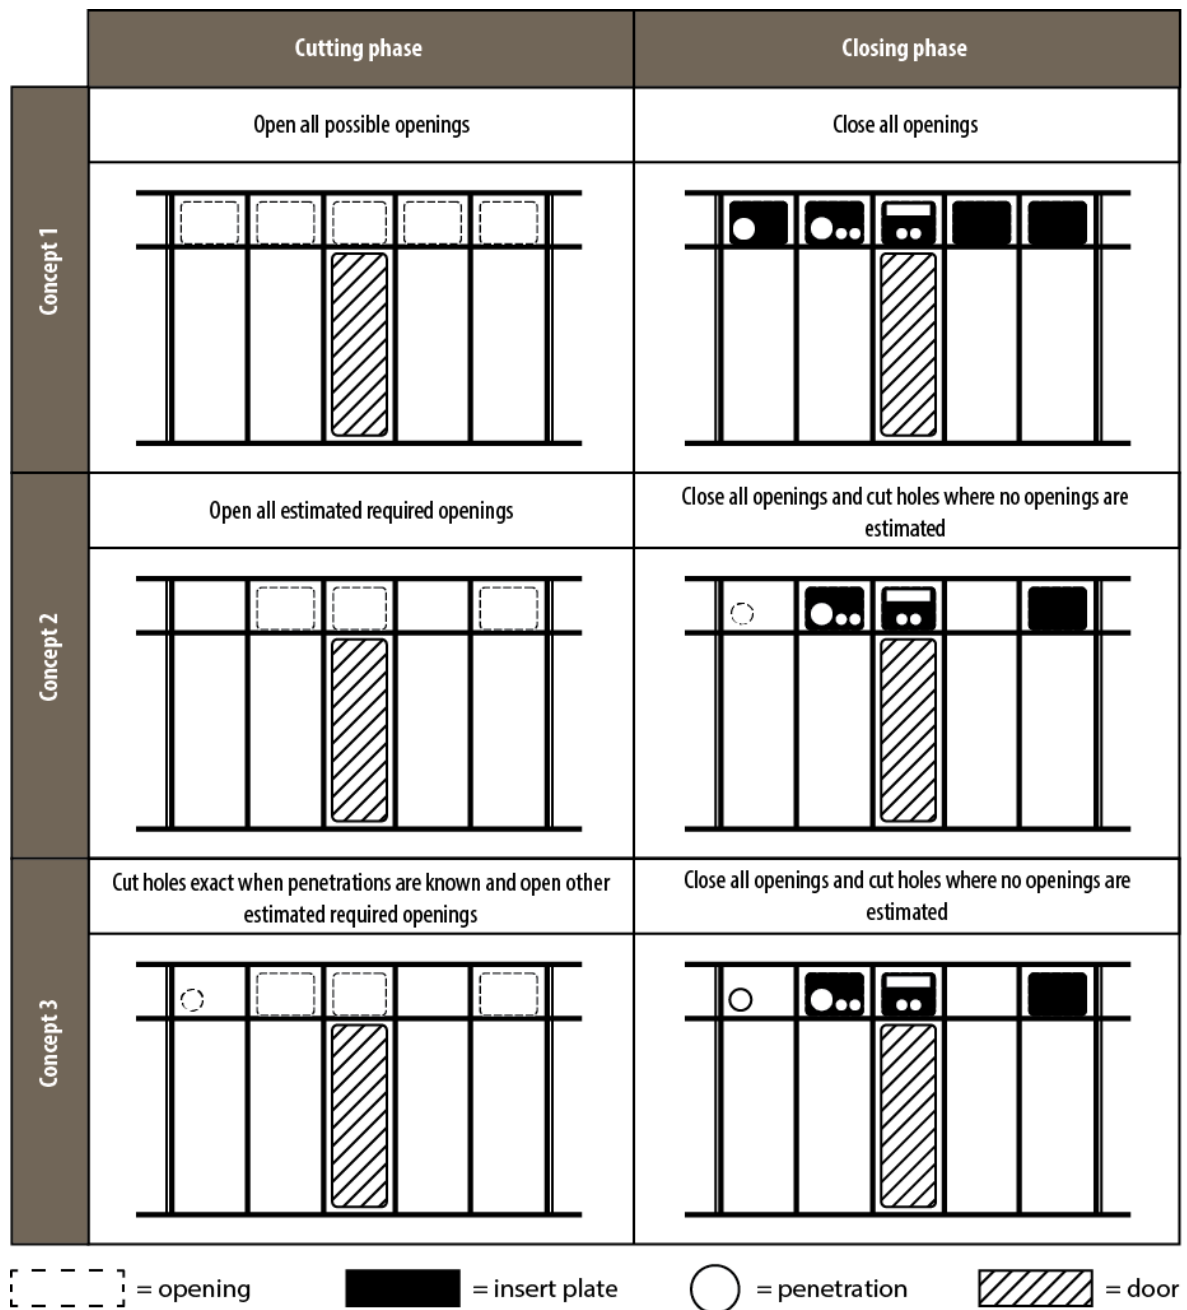 Cutting phase
Closing phase
Concept 1
Open all possible openings
Close all openings
Concept 2
Open all estimated required openings
Close all openings and cut holes where no openings are
estimated
Concept 3
Cut holes exact when penetrations are known and open other
estimated required openings
Close all openings and cut holes where no openings are
estimated
= opening
= insert plate
= penetration
= door